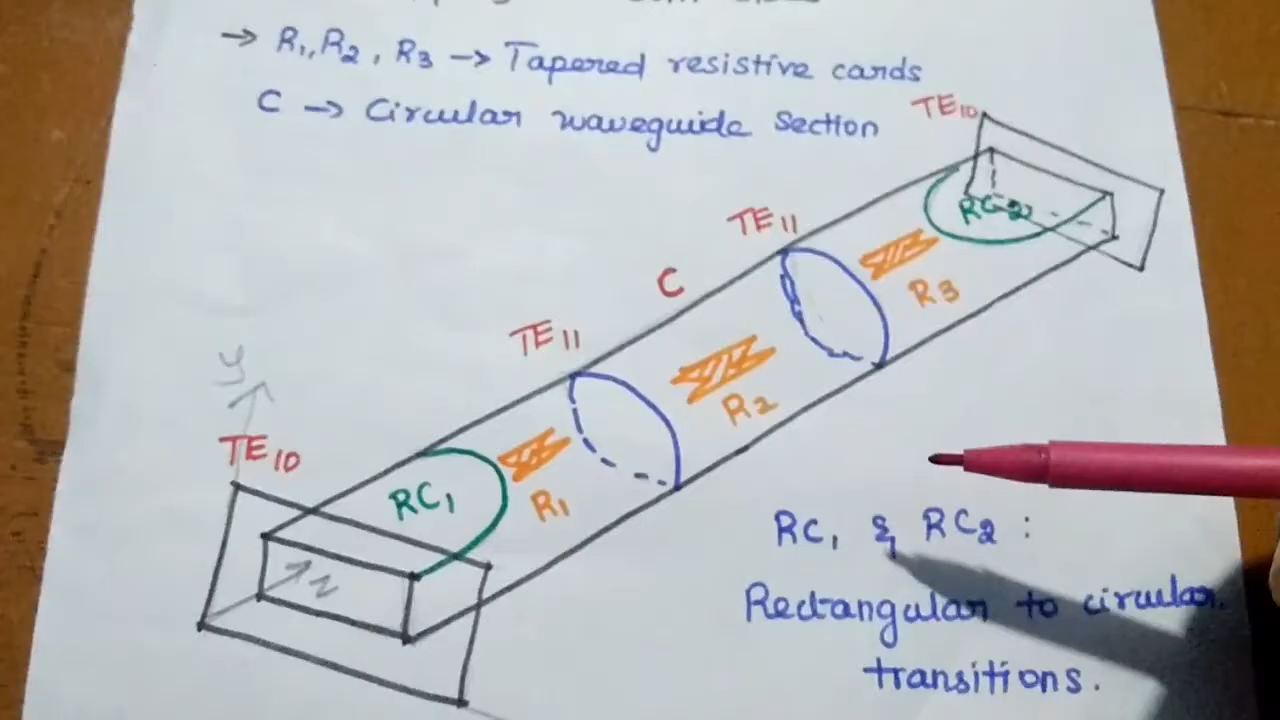 → R1, R2, R3 → Tapered resistive cards
C → Circular waveguide section
TE10
TE11
C
RC2
R3
TE11
R2
y
TE10
RC1
R1
z
RC1 & RC2 :
Rectangular to circular
transitions.